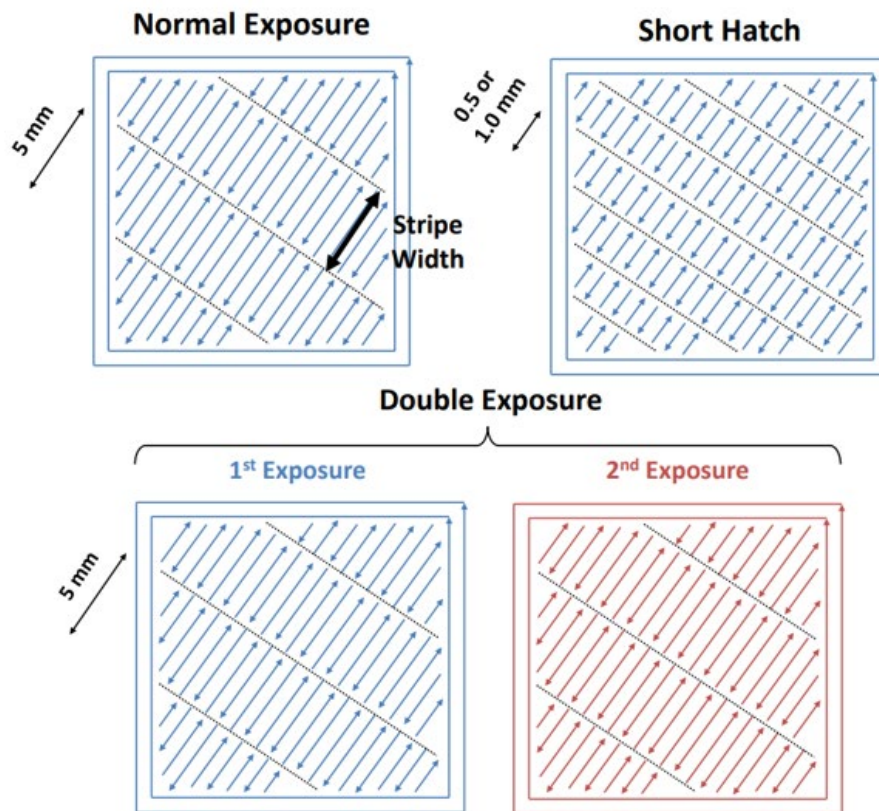 Normal Exposure
Short Hatch
5 mm
0.5 or
1.0 mm
Stripe
Width
Double Exposure
1st Exposure
2nd Exposure
5 mm